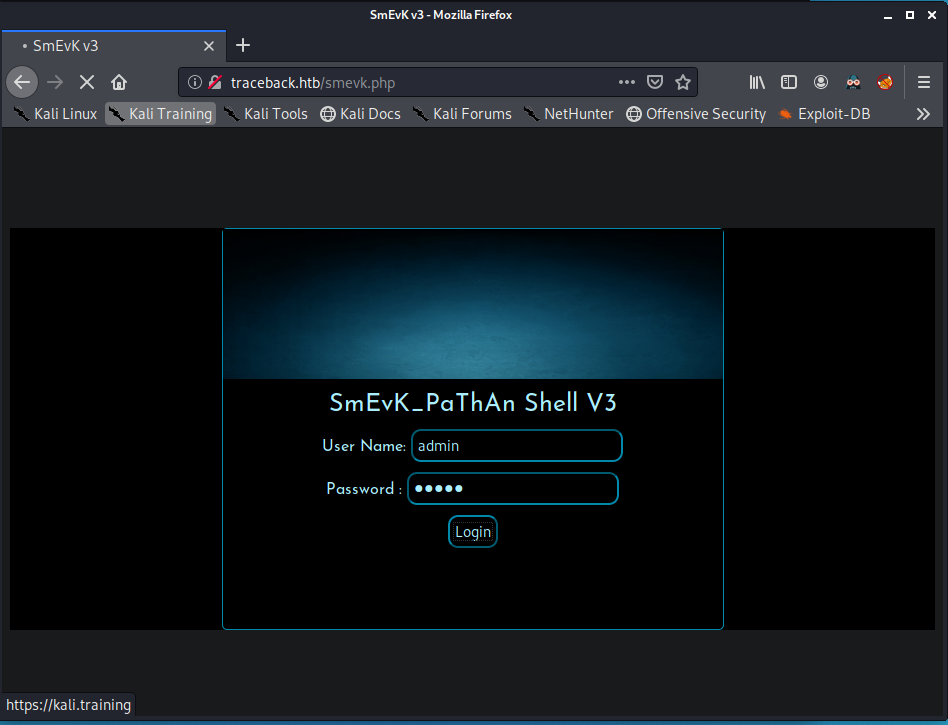 SmEvK v3 - Mozilla Firefox
SmEvK v3
traceback.htb/smevk.php
Kali Linux Kali Training Kali Tools Kali Docs Kali Forums NetHunter Offensive Security Exploit-DB
SmEvK_PaThAn Shell V3
User Name: admin
Password : •••••
Login
https://kali.training